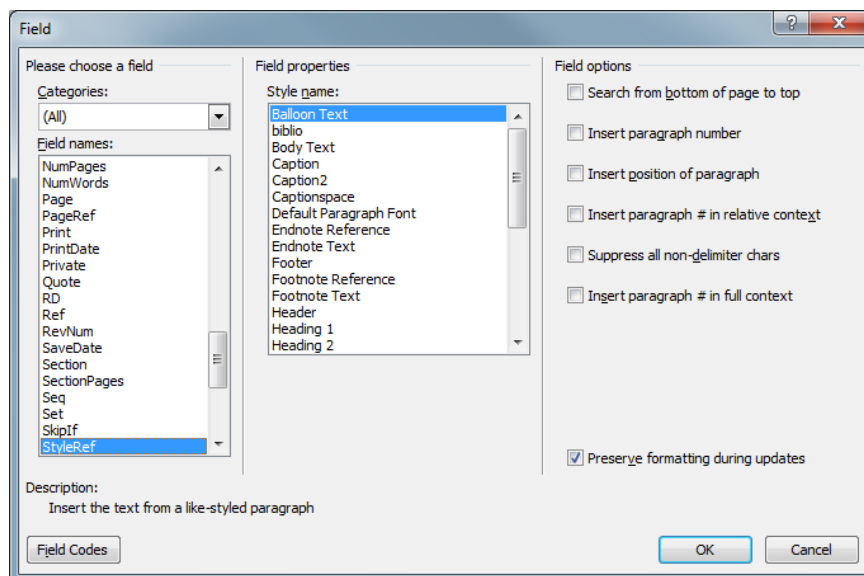 Field
Please choose a field
Categories:
(All)
Field names:
NumPages
NumWords
Page
PageRef
Print
PrintDate
Private
Quote
RD
Ref
RevNum
SaveDate
Section
SectionPages
Seq
Set
SkipIf
StyleRef
Field properties
Style name:
Balloon Text
biblio
Body Text
Caption
Caption2
Captionspace
Default Paragraph Font
Endnote Reference
Endnote Text
Footer
Footnote Reference
Footnote Text
Header
Heading 1
Heading 2
Field options
Search from bottom of page to top
Insert paragraph number
Insert position of paragraph
Insert paragraph # in relative context
Suppress all non-delimiter chars
Insert paragraph # in full context
Preserve formatting during updates
Description:
Insert the text from a like-styled paragraph
Field Codes
OK
Cancel